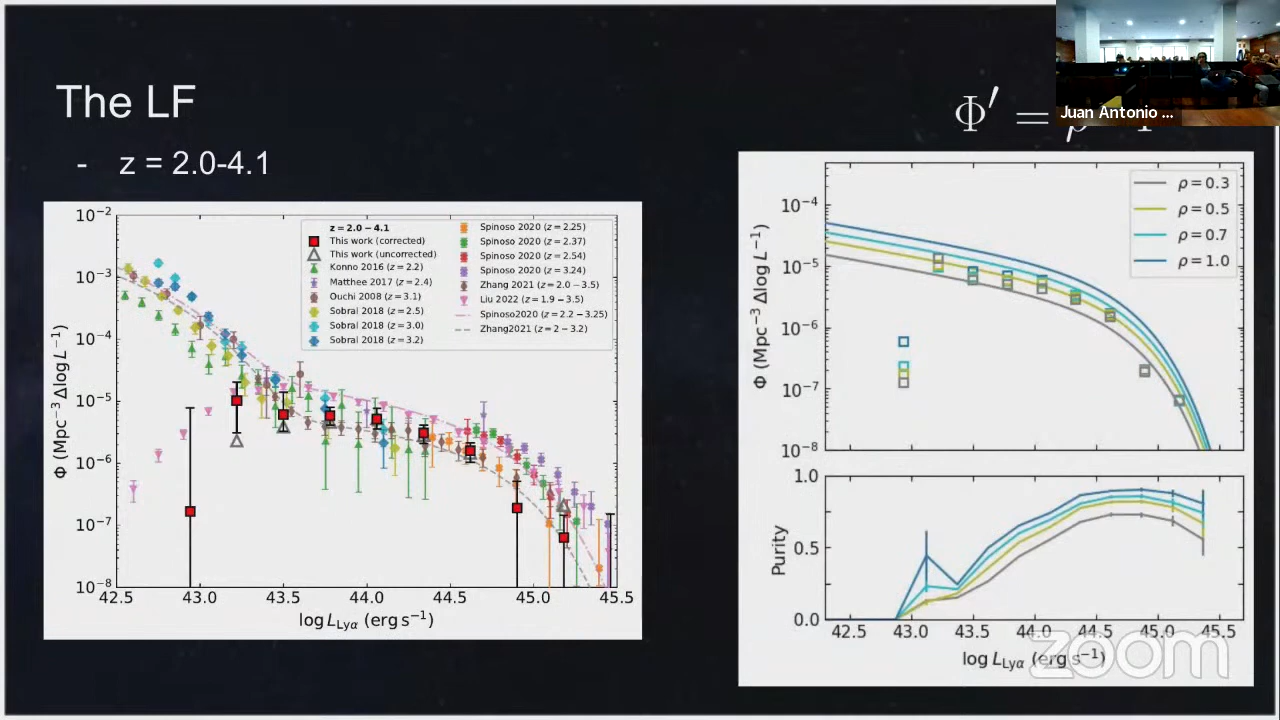 The LF
- z = 2.0-4.1
Φ′ =
Juan Antonio ...
z = 2.0 − 4.1
This work (corrected)
This work (uncorrected)
Konno 2016 (z = 2.2)
Matthee 2017 (z = 2.4)
Ouchi 2008 (z = 3.1)
Sobral 2018 (z = 2.5)
Sobral 2018 (z = 3.0)
Sobral 2018 (z = 3.2)
Spinoso 2020 (z = 2.25)
Spinoso 2020 (z = 2.37)
Spinoso 2020 (z = 2.54)
Spinoso 2020 (z = 3.24)
Zhang 2021 (z = 2.0 − 3.5)
Liu 2022 (z = 1.9 − 3.5)
Spinoso2020 (z = 2.2 − 3.25)
Zhang2021 (z = 2 − 3.2)
Φ (Mpc⁻³ Δlog L⁻¹)
10⁻²
10⁻³
10⁻⁴
10⁻⁵
10⁻⁶
10⁻⁷
10⁻⁸
42.5 43.0 43.5 44.0 44.5 45.0 45.5
log L_Lyα (erg s⁻¹)
ρ = 0.3
ρ = 0.5
ρ = 0.7
ρ = 1.0
Φ (Mpc⁻³ Δlog L⁻¹)
10⁻⁴
10⁻⁵
10⁻⁶
10⁻⁷
10⁻⁸
Purity
1.0
0.5
0.0
42.5 43.0 43.5 44.0 44.5 45.0 45.5
log L_Lyα (erg s⁻¹)
zoom